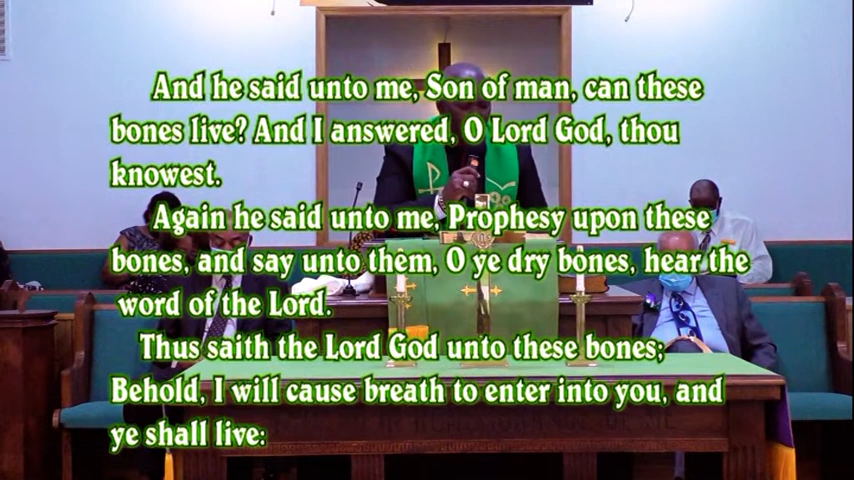 And he said unto me, Son of man, can these
bones live? And I answered, O Lord God, thou
knowest.
Again he said unto me, Prophesy upon these
bones, and say unto them, O ye dry bones, hear the
word of the Lord.
Thus saith the Lord God unto these bones;
Behold, I will cause breath to enter into you, and
ye shall live: